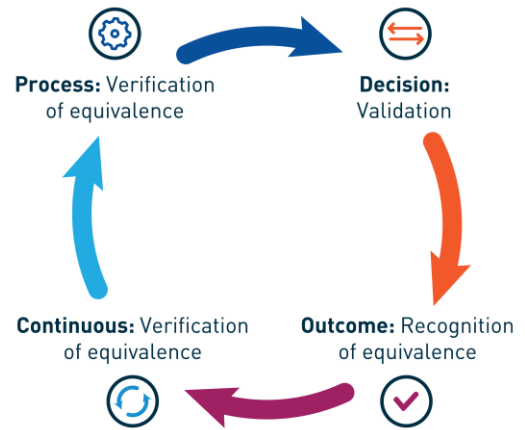 Process: Verification
of equivalence
Decision:
Validation
Continuous: Verification
of equivalence
Outcome: Recognition
of equivalence